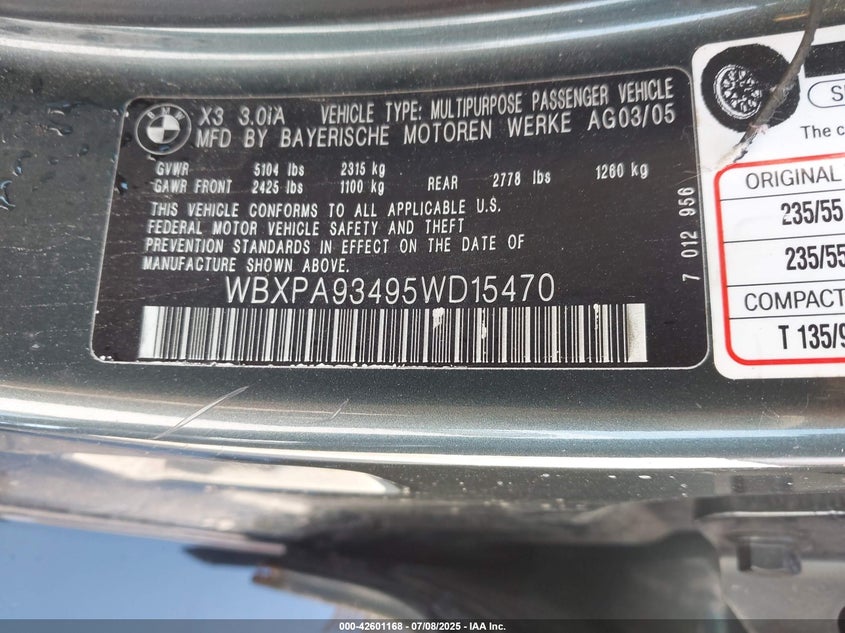 BMW
X3 3.0iA VEHICLE TYPE: MULTIPURPOSE PASSENGER VEHICLE
MFD BY BAYERISCHE MOTOREN WERKE AG03/05
GVWR 5104 lbs 2315 kg
GAWR FRONT 2425 lbs 1100 kg REAR 2778 lbs 1260 kg
THIS VEHICLE CONFORMS TO ALL APPLICABLE U.S.
FEDERAL MOTOR VEHICLE SAFETY AND THEFT
PREVENTION STANDARDS IN EFFECT ON THE DATE OF
MANUFACTURE SHOWN ABOVE.
WBXPA93495WD15470
7 012 956
The c
ORIGINAL
235/55
235/55
COMPACT
T 135/9
000-42601168 - 07/08/2025 - IAA Inc.